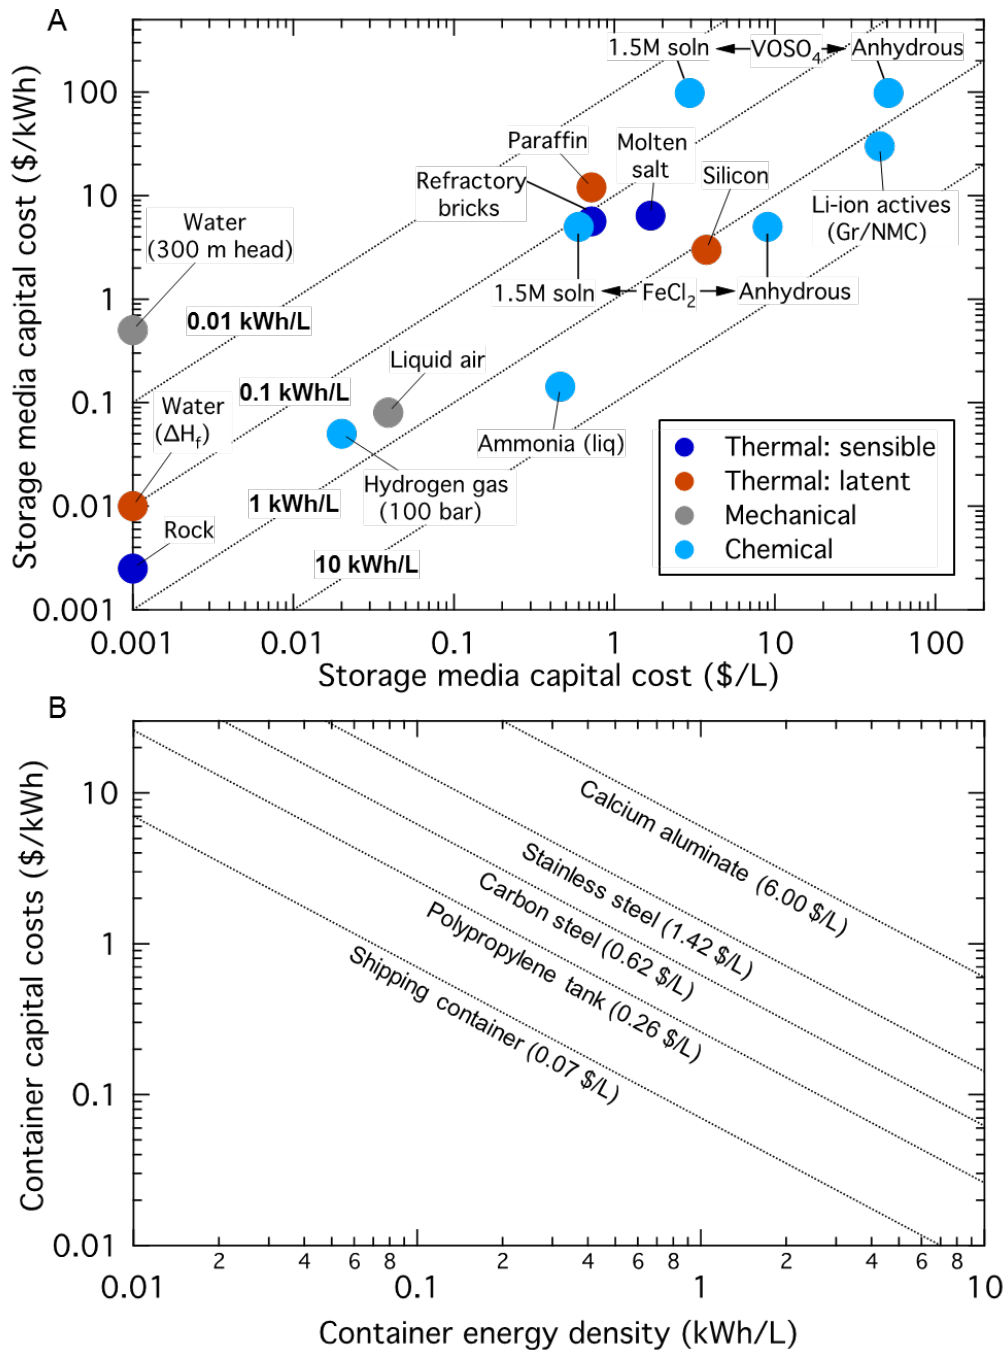 A
Storage media capital cost ($/kWh)
100
10
1
0.1
0.01
0.001
1.5M soln
VOSO₄
Anhydrous
Paraffin
Molten
salt
Silicon
Refractory
bricks
Li-ion actives
(Gr/NMC)
Water
(300 m head)
1.5M soln
FeCl₂
Anhydrous
0.01 kWh/L
Liquid air
0.1 kWh/L
Water
(ΔHf)
Ammonia (liq)
Hydrogen gas
(100 bar)
1 kWh/L
Rock
10 kWh/L
Thermal: sensible
Thermal: latent
Mechanical
Chemical
0.001
0.01
0.1
1
10
100
Storage media capital cost ($/L)
B
Container capital costs ($/kWh)
10
1
0.1
0.01
Calcium aluminate (6.00 $/L)
Stainless steel (1.42 $/L)
Carbon steel (0.62 $/L)
Polypropylene tank (0.26 $/L)
Shipping container (0.07 $/L)
2 4 6 8 2 4 6 8 2 4 6 8
0.01 0.1 1 10
Container energy density (kWh/L)